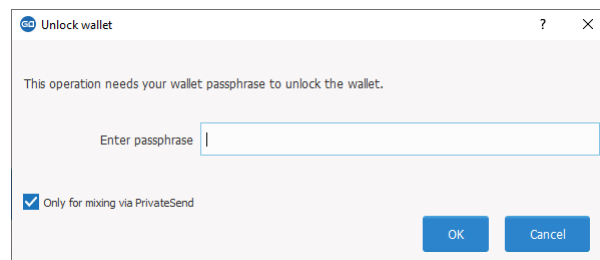 GO Unlock wallet ?
This operation needs your wallet passphrase to unlock the wallet.
Enter passphrase
Only for mixing via PrivateSend
OK Cancel